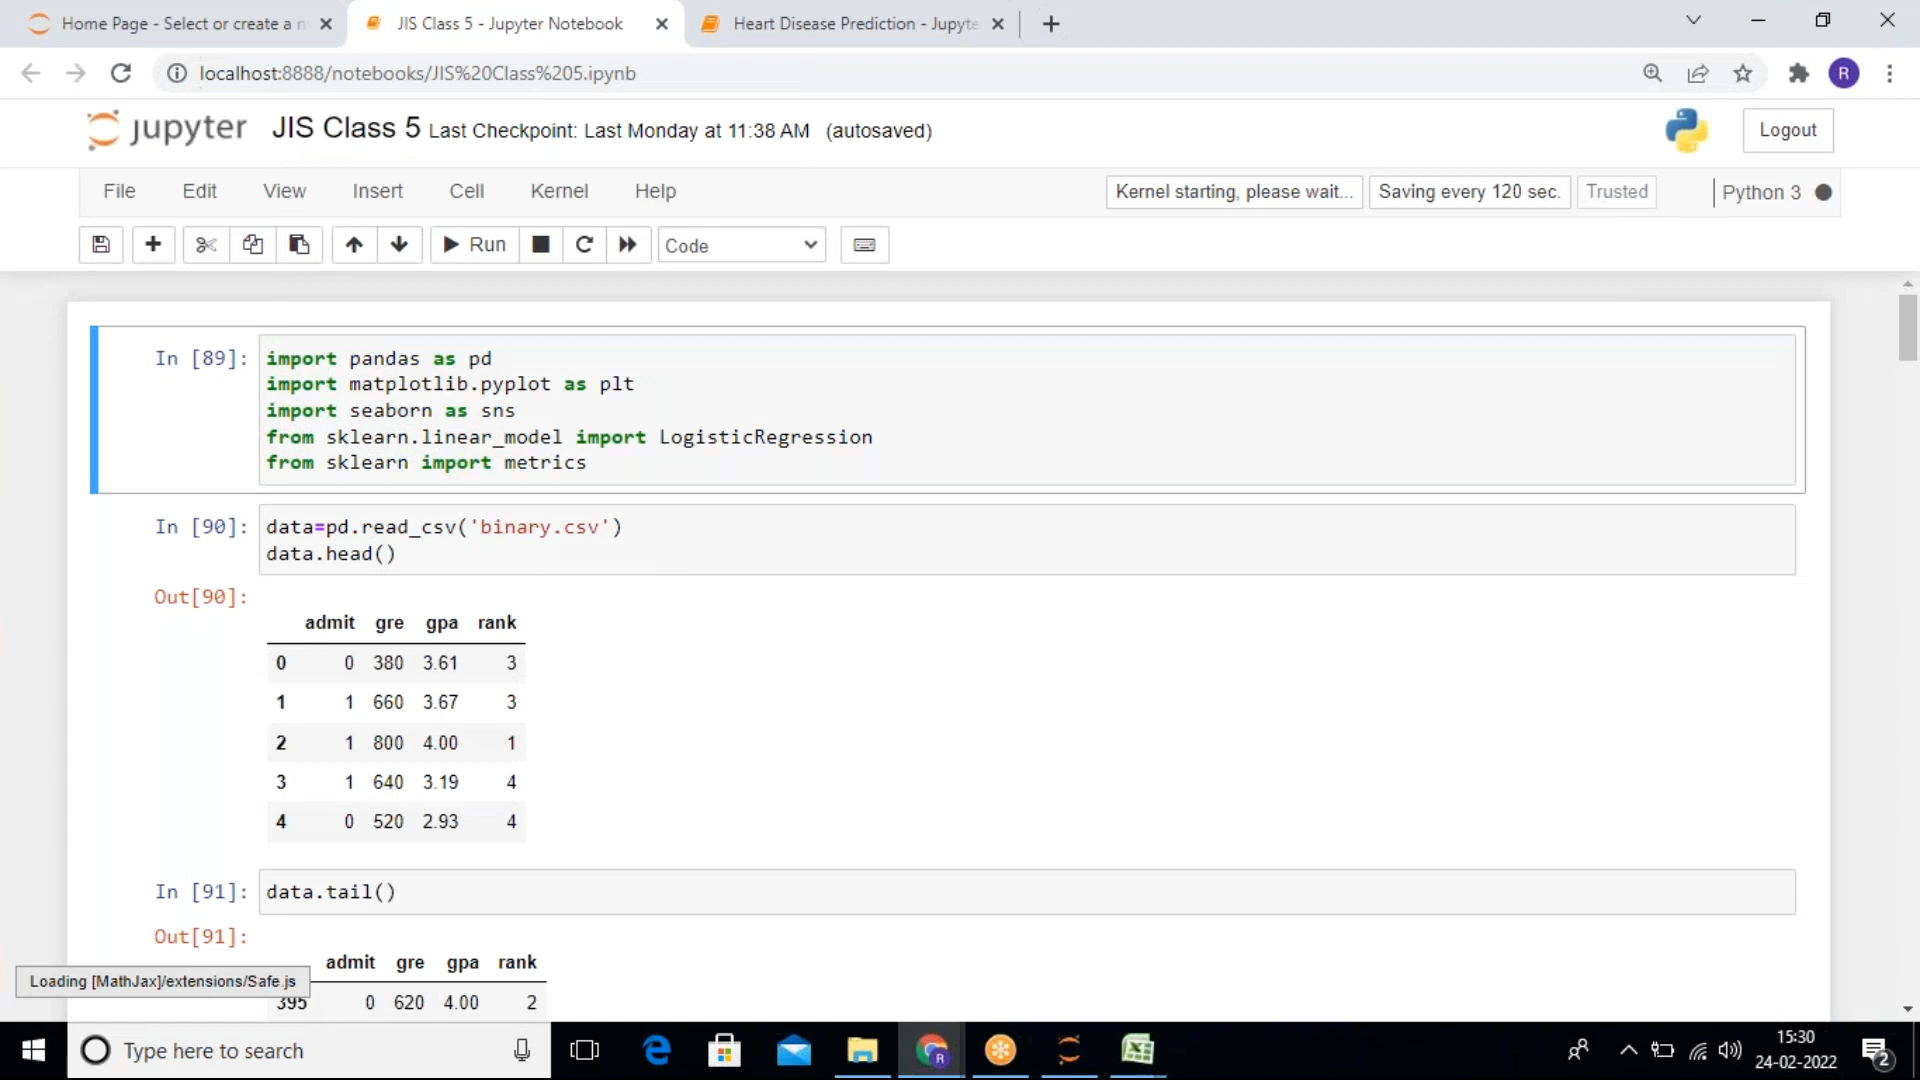 Home Page - Select or create a n
JIS Class 5 - Jupyter Notebook
Heart Disease Prediction - Jupyte
localhost:8888/notebooks/JIS%20Class%205.ipynb
R
jupyter JIS Class 5 Last Checkpoint: Last Monday at 11:38 AM (autosaved)
Logout
File Edit View Insert Cell Kernel Help
Kernel starting, please wait... Saving every 120 sec. Trusted Python 3
Run Code
In [89]: import pandas as pd
import matplotlib.pyplot as plt
import seaborn as sns
from sklearn.linear_model import LogisticRegression
from sklearn import metrics
In [90]: data=pd.read_csv('binary.csv')
data.head()
Out[90]:
admit gre gpa rank
0 0 380 3.61 3
1 1 660 3.67 3
2 1 800 4.00 1
3 1 640 3.19 4
4 0 520 2.93 4
In [91]: data.tail()
Out[91]:
admit gre gpa rank
Loading [MathJax]/extensions/Safe.js
395 0 620 4.00 2
Type here to search
R
15:30
24-02-2022
2